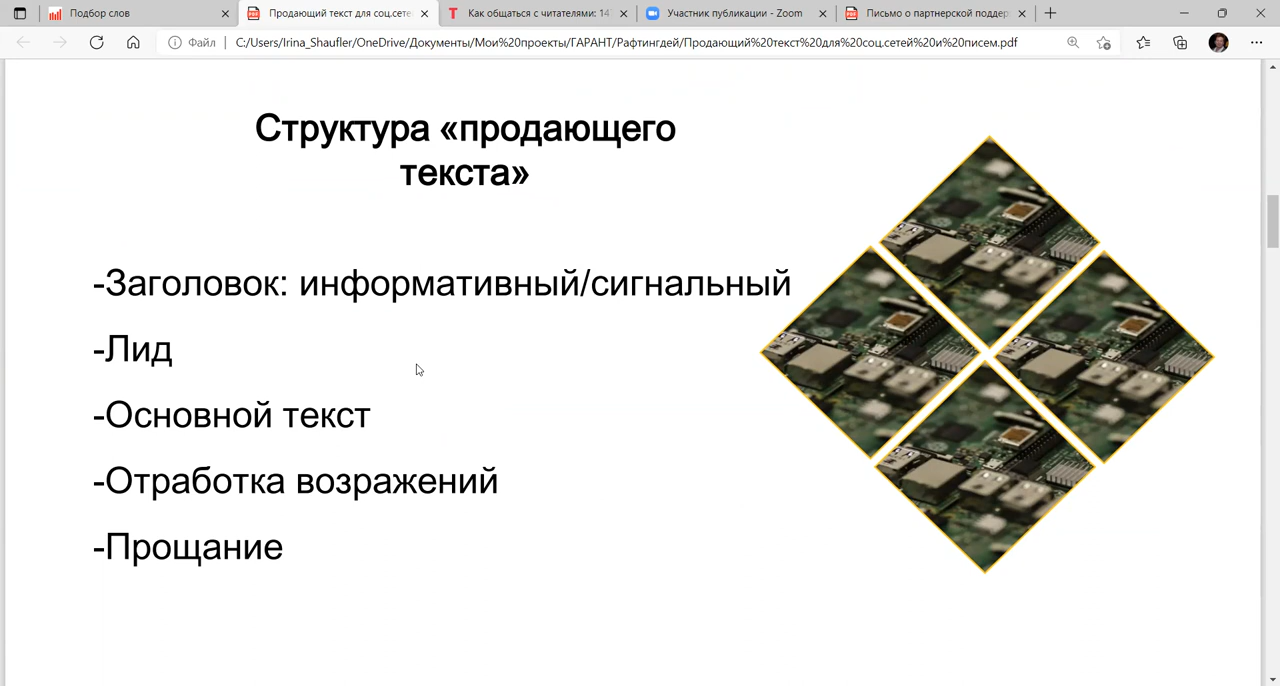 Подбор слов
Продающий текст для соц.сете
Как общаться с читателями: 14
Участник публикации - Zoom
Письмо о партнерской поддер
Файл
C:/Users/Irina_Shaufler/OneDrive/Документы/Мои%20проекты/ГАРАНТ/Рафтингдей/Продающий%20текст%20для%20соц.сетей%20и%20писем.pdf
Структура «продающего
текста»
-Заголовок: информативный/сигнальный
-Лид
-Основной текст
-Отработка возражений
-Прощание